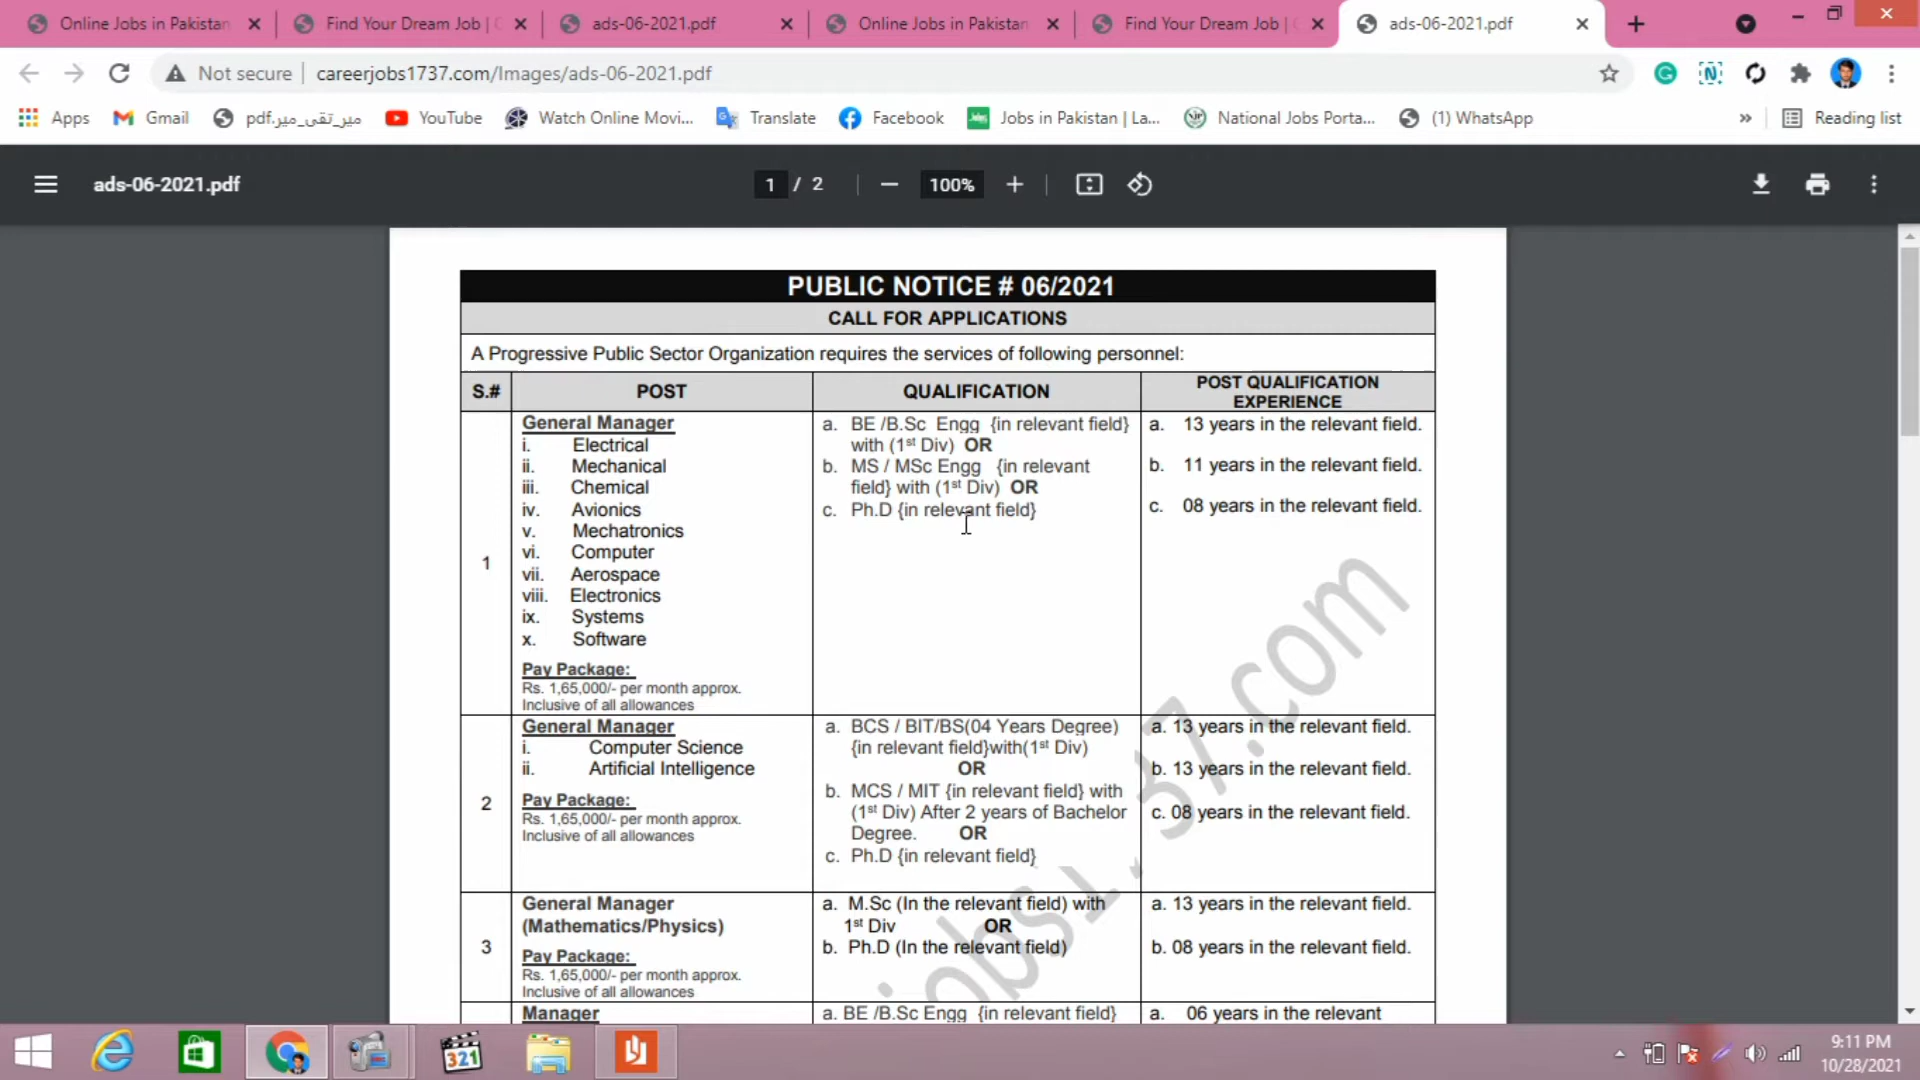 Online Jobs in Pakistan
Find Your Dream Job |
ads-06-2021.pdf
Online Jobs in Pakistan
Find Your Dream Job |
ads-06-2021.pdf
Not secure
careerjobs1737.com/Images/ads-06-2021.pdf
Apps
Gmail
میر_تقی_میر.pdf
YouTube
Watch Online Movi...
Translate
Facebook
Jobs in Pakistan | La...
National Jobs Porta...
(1) WhatsApp
Reading list
ads-06-2021.pdf
1 / 2
100%
PUBLIC NOTICE # 06/2021
CALL FOR APPLICATIONS
A Progressive Public Sector Organization requires the services of following personnel:
S.#
POST
QUALIFICATION
POST QUALIFICATION
EXPERIENCE
1
General Manager
i. Electrical
ii. Mechanical
iii. Chemical
iv. Avionics
v. Mechatronics
vi. Computer
vii. Aerospace
viii. Electronics
ix. Systems
x. Software
Pay Package:
Rs. 1,65,000/- per month approx.
Inclusive of all allowances
a. BE /B.Sc Engg {in relevant field}
with (1st Div) OR
b. MS / MSc Engg {in relevant
field} with (1st Div) OR
c. Ph.D {in relevant field}
a. 13 years in the relevant field.
b. 11 years in the relevant field.
c. 08 years in the relevant field.
2
General Manager
i. Computer Science
ii. Artificial Intelligence
Pay Package:
Rs. 1,65,000/- per month approx.
Inclusive of all allowances
a. BCS / BIT/BS(04 Years Degree)
{in relevant field}with(1st Div)
OR
b. MCS / MIT {in relevant field} with
(1st Div) After 2 years of Bachelor
Degree. OR
c. Ph.D {in relevant field}
a. 13 years in the relevant field.
b. 13 years in the relevant field.
c. 08 years in the relevant field.
3
General Manager
(Mathematics/Physics)
Pay Package:
Rs. 1,65,000/- per month approx.
Inclusive of all allowances
a. M.Sc (In the relevant field) with
1st Div OR
b. Ph.D (In the relevant field)
a. 13 years in the relevant field.
b. 08 years in the relevant field.
Manager
a. BE /B.Sc Engg {in relevant field}
a. 06 years in the relevant
jobs1737.com
321
9:11 PM
10/28/2021